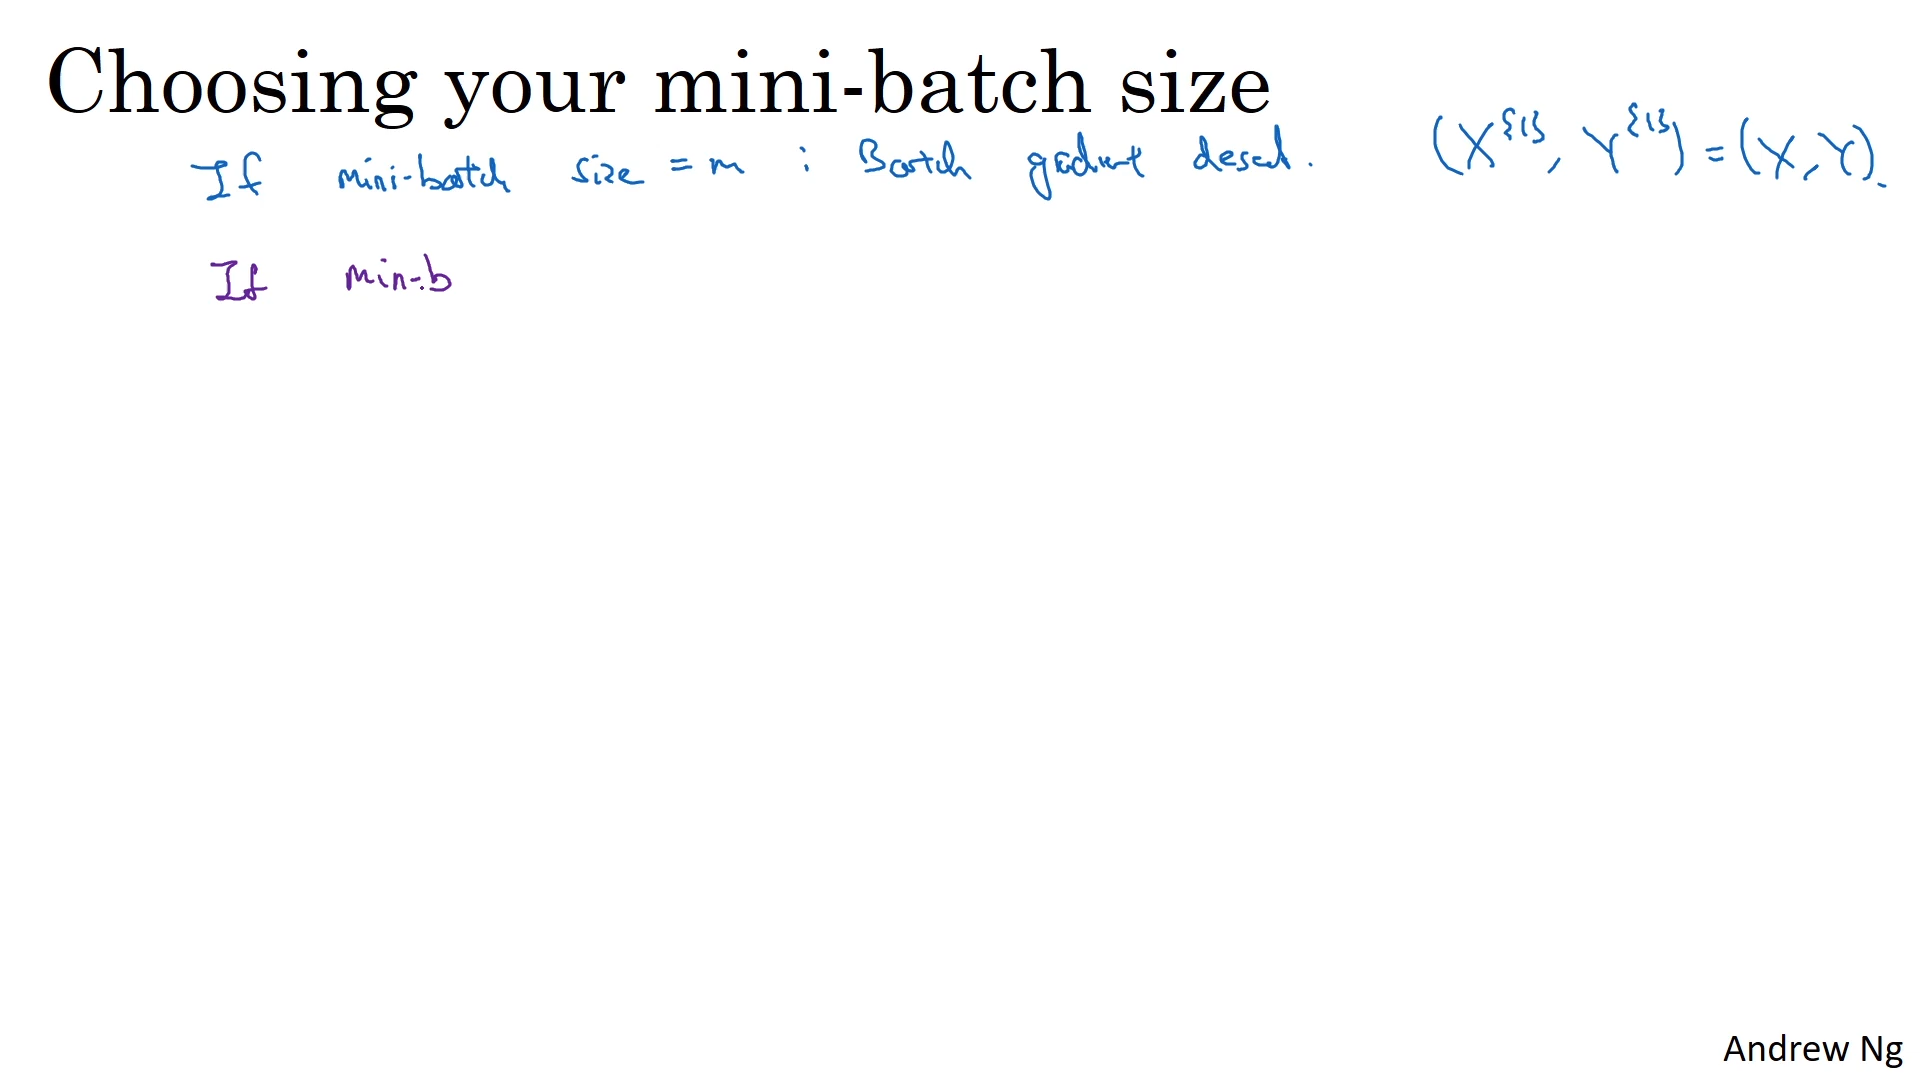 Choosing your mini-batch size
If mini-batch size = m : Batch gradient descent. (X^{1}, Y^{1}) = (X, Y).
If min-b
Andrew Ng